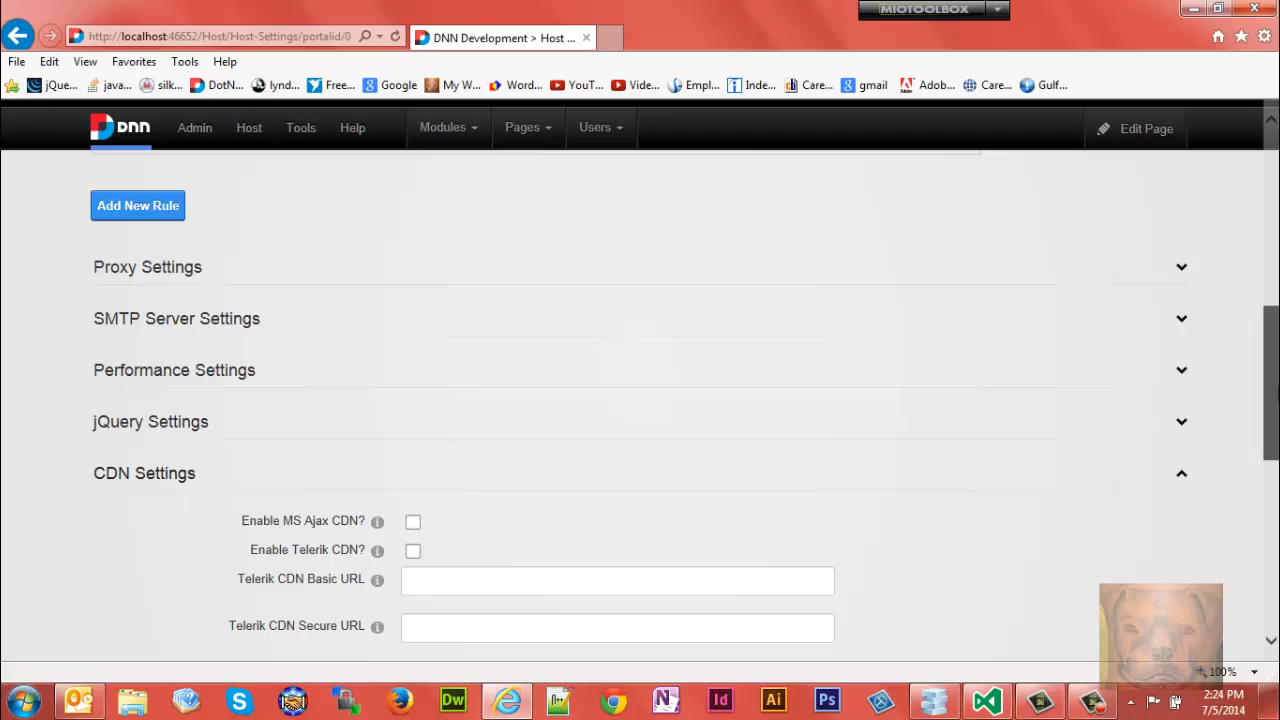 MIOTOOLBOX
http://localhost:46652/Host/Host-Settings/portalid/0
DNN Development > Host ...
File Edit View Favorites Tools Help
jQue... java... silk... DotN... lynd... Free... Google My W... Word... YouT... Vide... Empl... Inde... Care... gmail Adob... Care... Gulf...
DNN Admin Host Tools Help Modules Pages Users Edit Page
Add New Rule
Proxy Settings
SMTP Server Settings
Performance Settings
jQuery Settings
CDN Settings
Enable MS Ajax CDN?
Enable Telerik CDN?
Telerik CDN Basic URL
Telerik CDN Secure URL
100%
Dw
Id
Ai
Ps
2:24 PM
7/5/2014